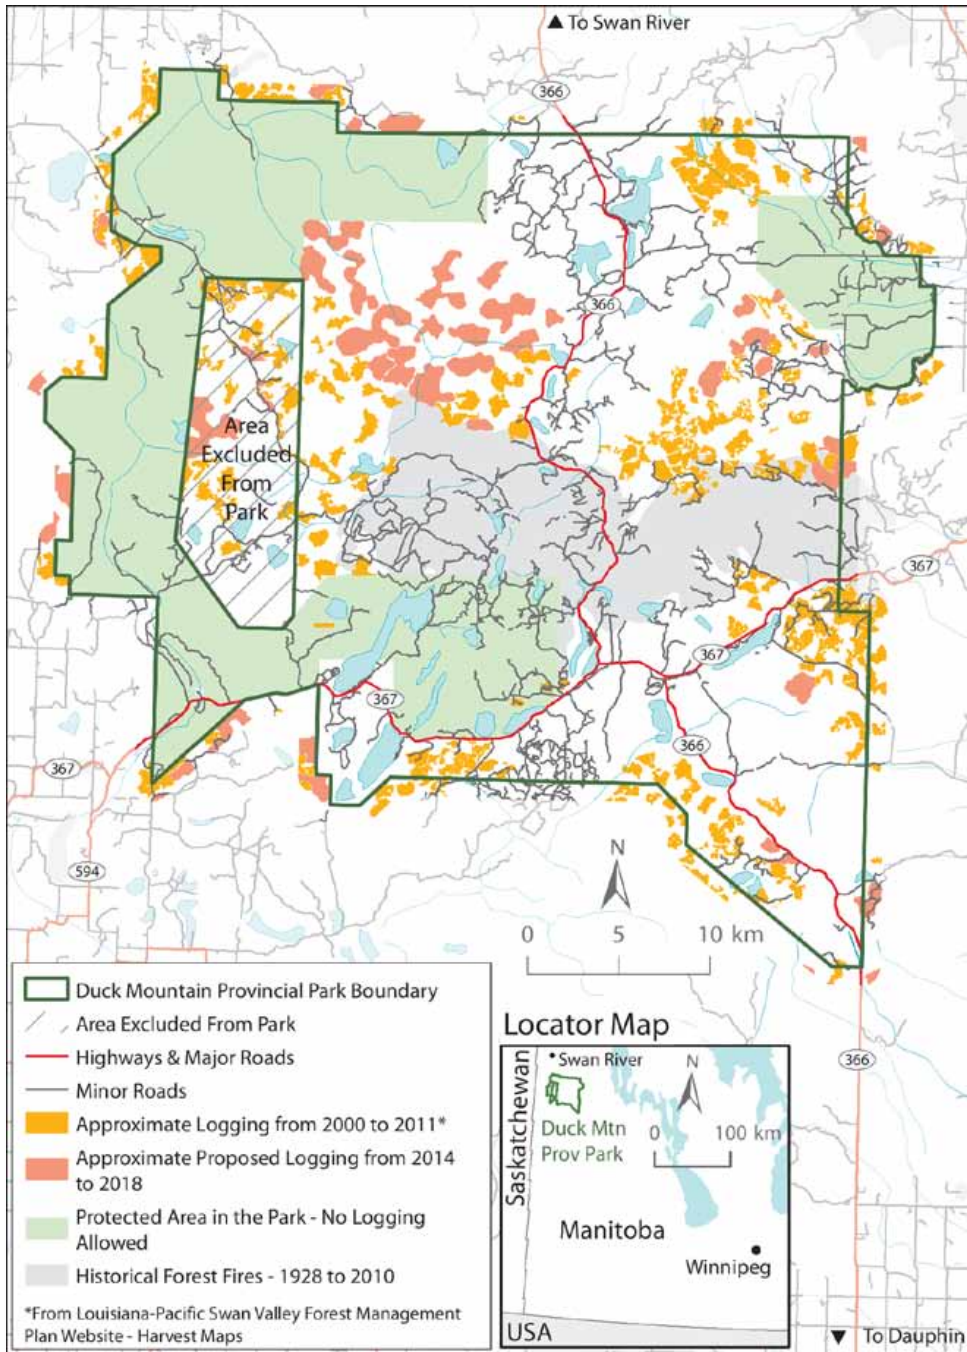 ▲ To Swan River
366
366
Area
Excluded
From
Park
367
367
367
366
367
594
N
0 5 10 km
366
Duck Mountain Provincial Park Boundary
Area Excluded From Park
Highways & Major Roads
Minor Roads
Approximate Logging from 2000 to 2011*
Approximate Proposed Logging from 2014
to 2018
Protected Area in the Park - No Logging
Allowed
Historical Forest Fires - 1928 to 2010
*From Louisiana-Pacific Swan Valley Forest Management
Plan Website - Harvest Maps
Locator Map
Saskatchewan
Swan River
N
0 100 km
Duck Mtn
Prov Park
Manitoba
Winnipeg
USA
▼ To Dauphin